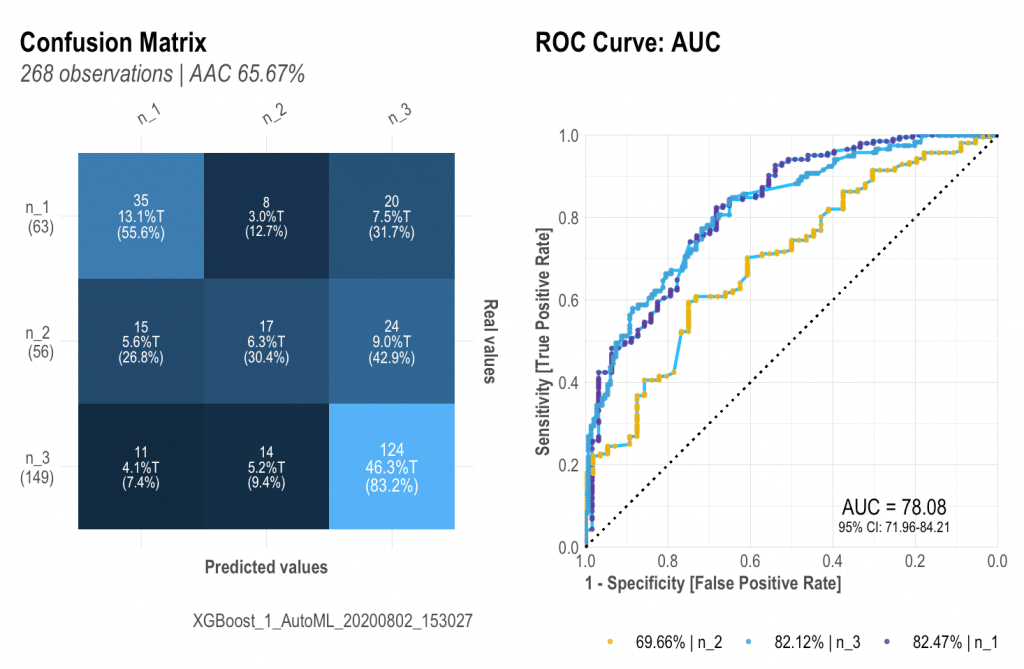 Confusion Matrix
268 observations | AAC 65.67%
n_1
n_2
n_3
n_1
(63)
35
13.1%T
(55.6%)
8
3.0%T
(12.7%)
20
7.5%T
(31.7%)
n_2
(56)
15
5.6%T
(26.8%)
17
6.3%T
(30.4%)
24
9.0%T
(42.9%)
n_3
(149)
11
4.1%T
(7.4%)
14
5.2%T
(9.4%)
124
46.3%T
(83.2%)
Real values
Predicted values
XGBoost_1_AutoML_20200802_153027
ROC Curve: AUC
Sensitivity [True Positive Rate]
1.0
0.8
0.6
0.4
0.2
0.0
AUC = 78.08
95% CI: 71.96-84.21
1.0
0.8
0.6
0.4
0.2
0.0
1 - Specificity [False Positive Rate]
69.66% | n_2
82.12% | n_3
82.47% | n_1